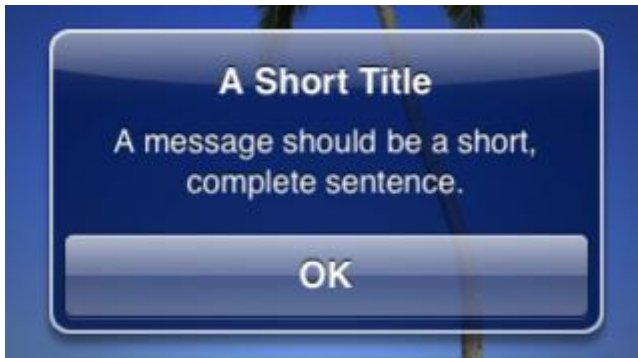 A Short Title
A message should be a short,
complete sentence.
OK